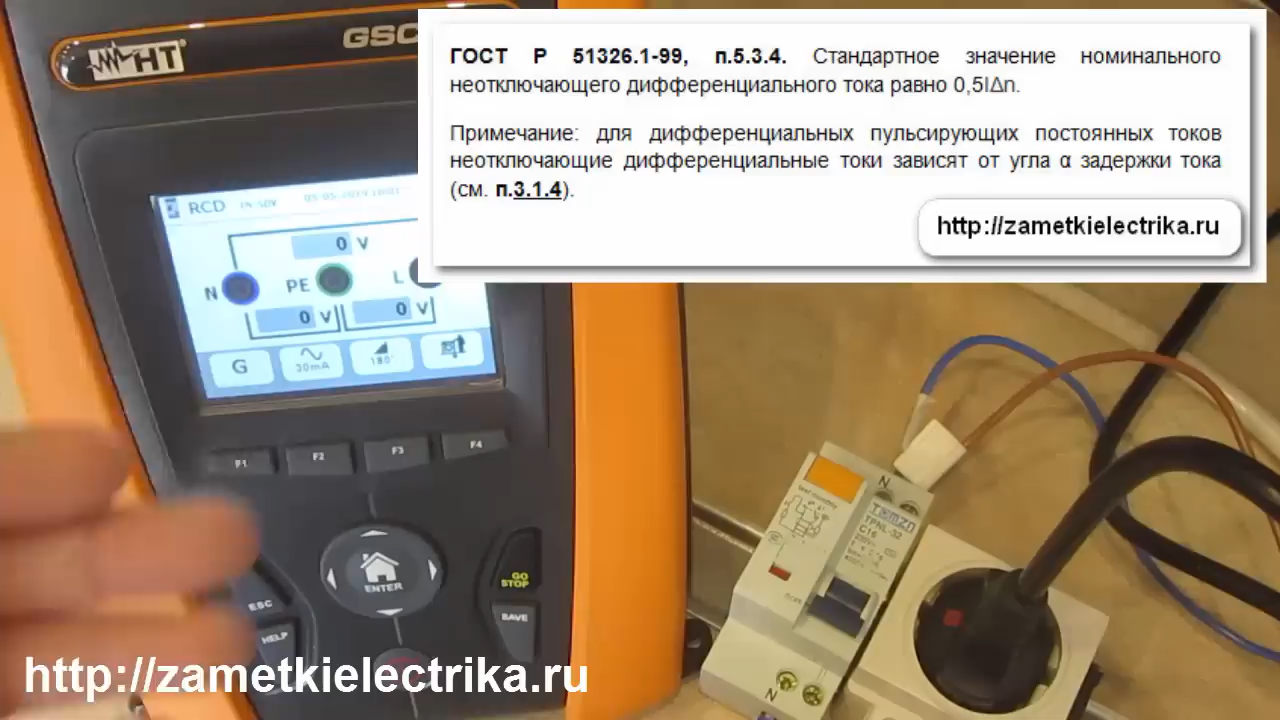 HT
GSC
ГОСТ Р 51326.1-99, п.5.3.4. Стандартное значение номинального
неотключающего дифференциального тока равно 0,5IΔn.
Примечание: для дифференциальных пульсирующих постоянных токов
неотключающие дифференциальные токи зависят от угла α задержки тока
(см. п.3.1.4).
http://zametkielectrika.ru
RCD
0 V
N
PE
L
0 V
0 V
G
30mA
180°
F1
F2
F3
F4
ENTER
ESC
HELP
GO
STOP
SAVE
N
TomZn
TPNL-32
C16
N
http://zametkielectrika.ru